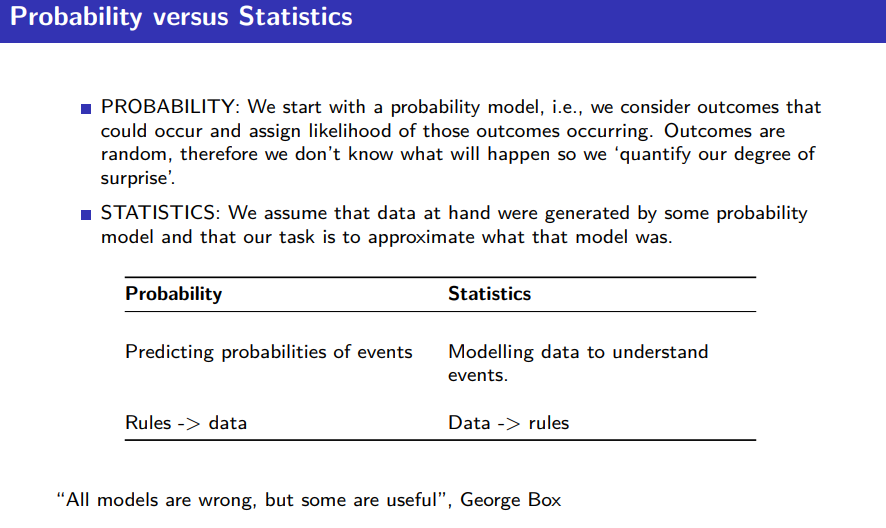 Probability versus Statistics
PROBABILITY: We start with a probability model, i.e., we consider outcomes that
could occur and assign likelihood of those outcomes occurring. Outcomes are
random, therefore we don't know what will happen so we ‘quantify our degree of
surprise’.
STATISTICS: We assume that data at hand were generated by some probability
model and that our task is to approximate what that model was.
Probability Statistics
Predicting probabilities of events Modelling data to understand
events.
Rules -> data Data -> rules
“All models are wrong, but some are useful”, George Box